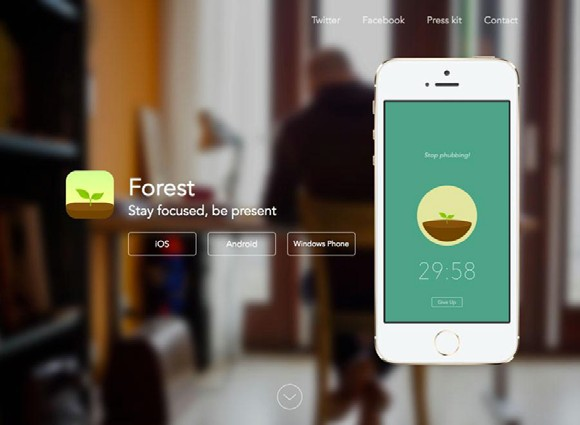 Twitter Facebook Press kit Contact
Forest
Stay focused, be present
iOS Android Windows Phone
Stop phubbing!
29:58
Give Up